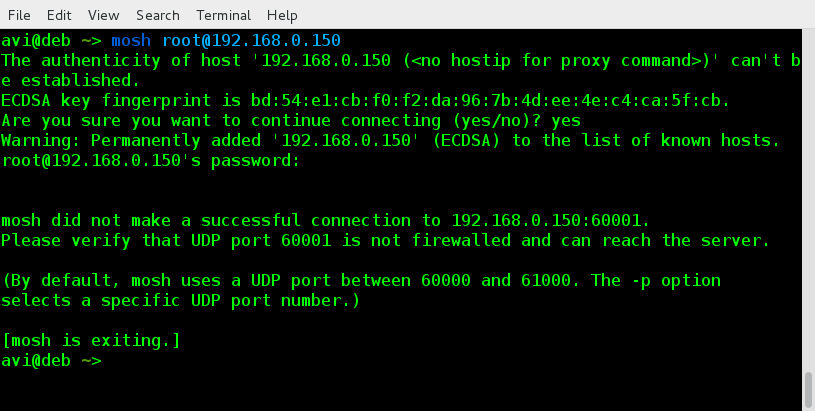 File Edit View Search Terminal Help
avi@deb ~> mosh root@192.168.0.150
The authenticity of host '192.168.0.150 (<no hostip for proxy command>)' can't b
e established.
ECDSA key fingerprint is bd:54:e1:cb:f0:f2:da:96:7b:4d:ee:4e:c4:ca:5f:cb.
Are you sure you want to continue connecting (yes/no)? yes
Warning: Permanently added '192.168.0.150' (ECDSA) to the list of known hosts.
root@192.168.0.150's password:
mosh did not make a successful connection to 192.168.0.150:60001.
Please verify that UDP port 60001 is not firewalled and can reach the server.
(By default, mosh uses a UDP port between 60000 and 61000. The -p option
selects a specific UDP port number.)
[mosh is exiting.]
avi@deb ~>